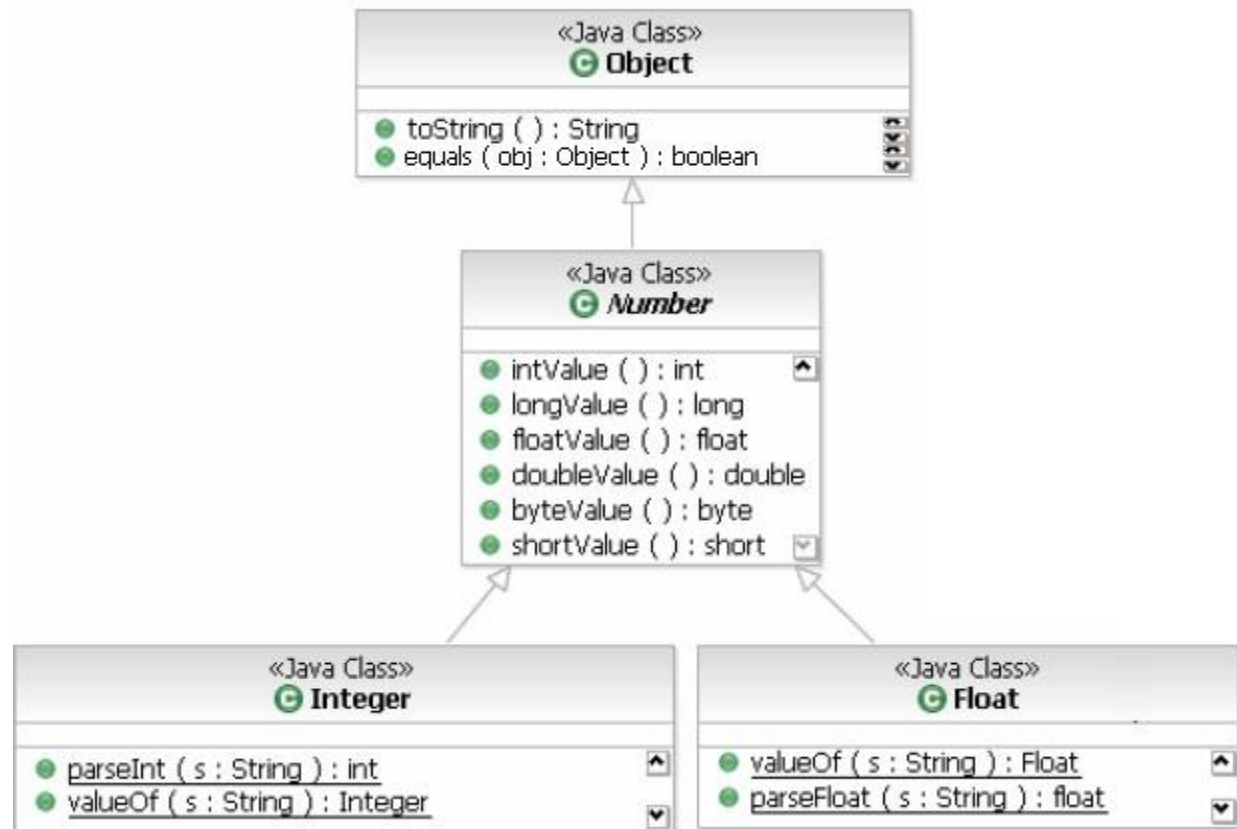 «Java Class»
Object
toString ( ) : String
equals ( obj : Object ) : boolean
«Java Class»
Number
intValue ( ) : int
longValue ( ) : long
floatValue ( ) : float
doubleValue ( ) : double
byteValue ( ) : byte
shortValue ( ) : short
«Java Class»
Integer
parseInt ( s : String ) : int
valueOf ( s : String ) : Integer
«Java Class»
Float
valueOf ( s : String ) : Float
parseFloat ( s : String ) : float